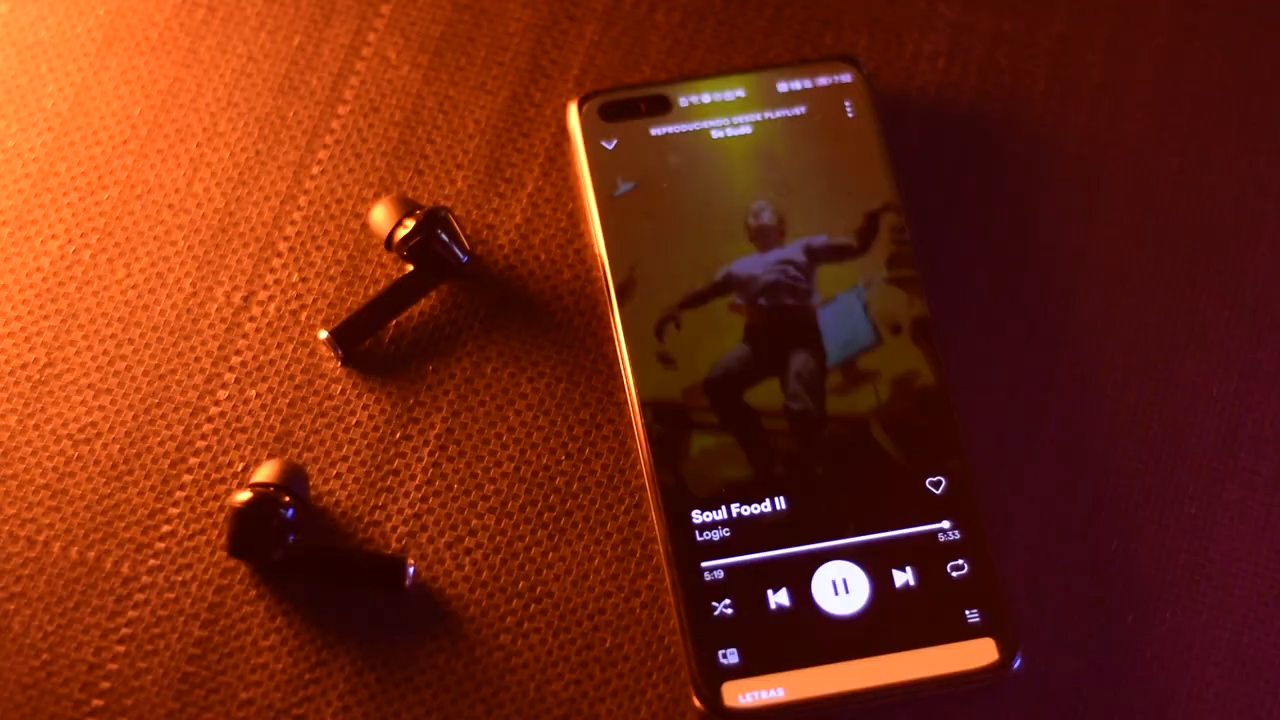 REPRODUCIENDO DESDE PLAYLIST
Soul Food II
Logic
5:19
5:33
LETRAS